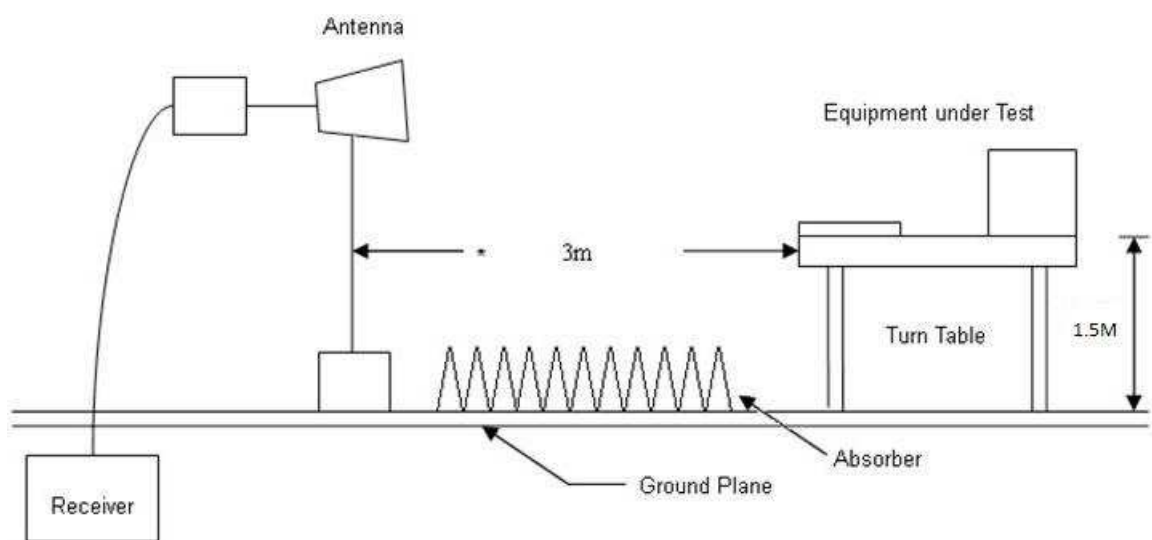 Antenna
Equipment under Test
* 3m
Turn Table
1.5M
Absorber
Ground Plane
Receiver